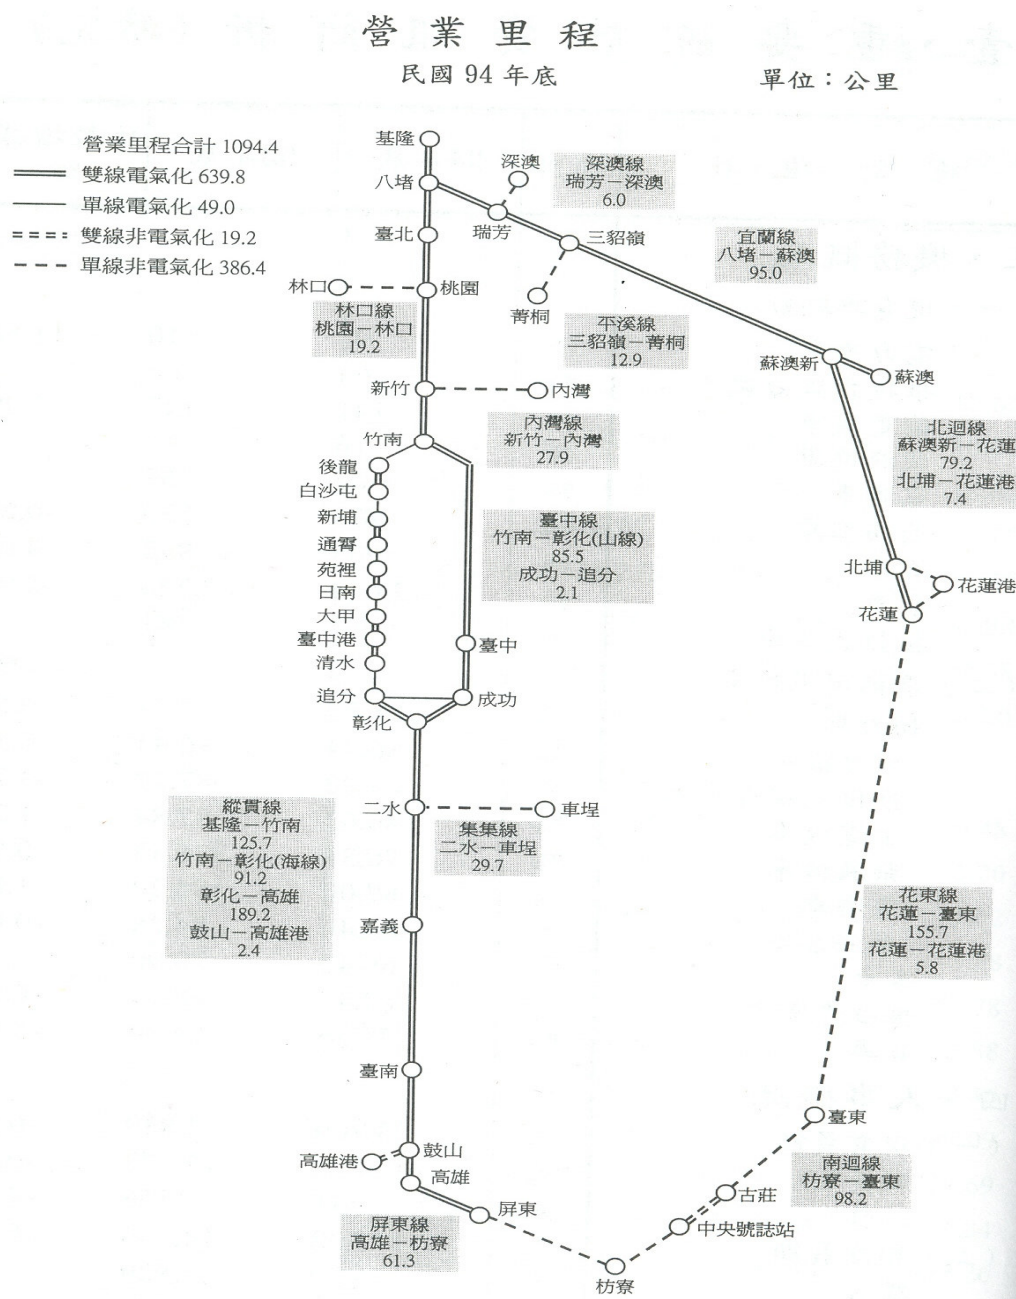 營業里程
民國 94 年底
單位：公里
營業里程合計 1094.4
雙線電氣化 639.8
單線電氣化 49.0
雙線非電氣化 19.2
單線非電氣化 386.4
基隆
八堵
深澳
深澳線
瑞芳－深澳
6.0
瑞芳
臺北
三貂嶺
宜蘭線
八堵－蘇澳
95.0
林口
桃園
菁桐
林口線
桃園－林口
19.2
平溪線
三貂嶺－菁桐
12.9
蘇澳新
蘇澳
新竹
內灣
內灣線
新竹－內灣
27.9
北迴線
蘇澳新－花蓮
79.2
北埔－花蓮港
7.4
竹南
後龍
白沙屯
新埔
通霄
苑裡
日南
大甲
臺中港
清水
追分
臺中線
竹南－彰化(山線)
85.5
成功－追分
2.1
北埔
花蓮港
花蓮
臺中
成功
彰化
二水
車埕
縱貫線
基隆－竹南
125.7
竹南－彰化(海線)
91.2
彰化－高雄
189.2
鼓山－高雄港
2.4
集集線
二水－車埕
29.7
嘉義
花東線
花蓮－臺東
155.7
花蓮－花蓮港
5.8
臺南
臺東
鼓山
高雄港
高雄
南迴線
枋寮－臺東
98.2
屏東
古莊
中央號誌站
屏東線
高雄－枋寮
61.3
枋寮